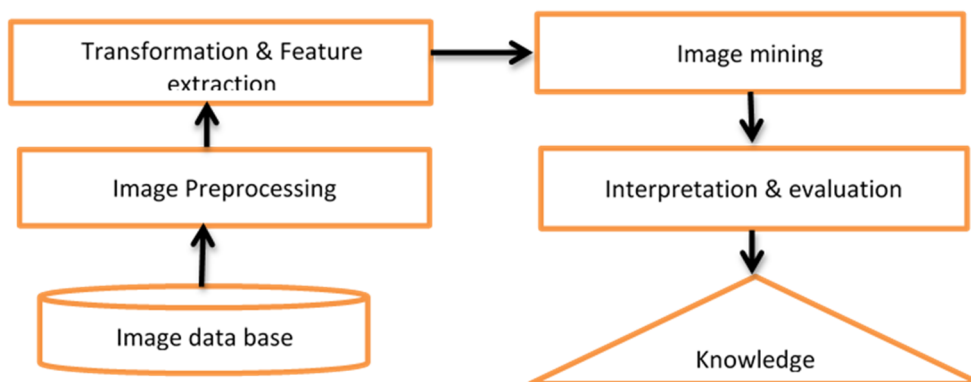 Transformation & Feature
extraction
Image mining
Image Preprocessing
Interpretation & evaluation
Image data base
Knowledge